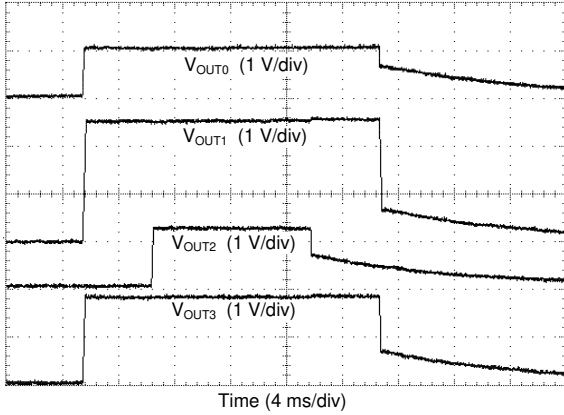 VOUT0 (1 V/div)
VOUT1 (1 V/div)
VOUT2 (1 V/div)
VOUT3 (1 V/div)
Time (4 ms/div)